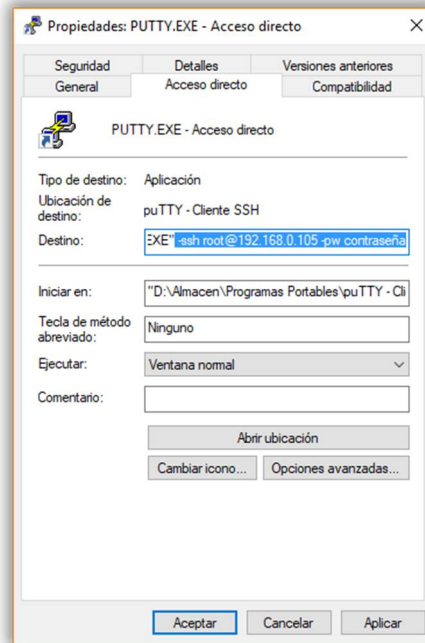 Propiedades: PUTTY.EXE - Acceso directo
Seguridad Detalles Versiones anteriores
General Acceso directo Compatibilidad
PUTTY.EXE - Acceso directo
Tipo de destino: Aplicación
Ubicación de destino: puTTY - Cliente SSH
Destino: EXE" -ssh root@192.168.0.105 -pw contraseña
Iniciar en: "D:\Almacen\Programas Portables\puTTY - Cli
Tecla de método abreviado: Ninguno
Ejecutar: Ventana normal
Comentario:
Abrir ubicación
Cambiar icono... Opciones avanzadas...
Aceptar Cancelar Aplicar